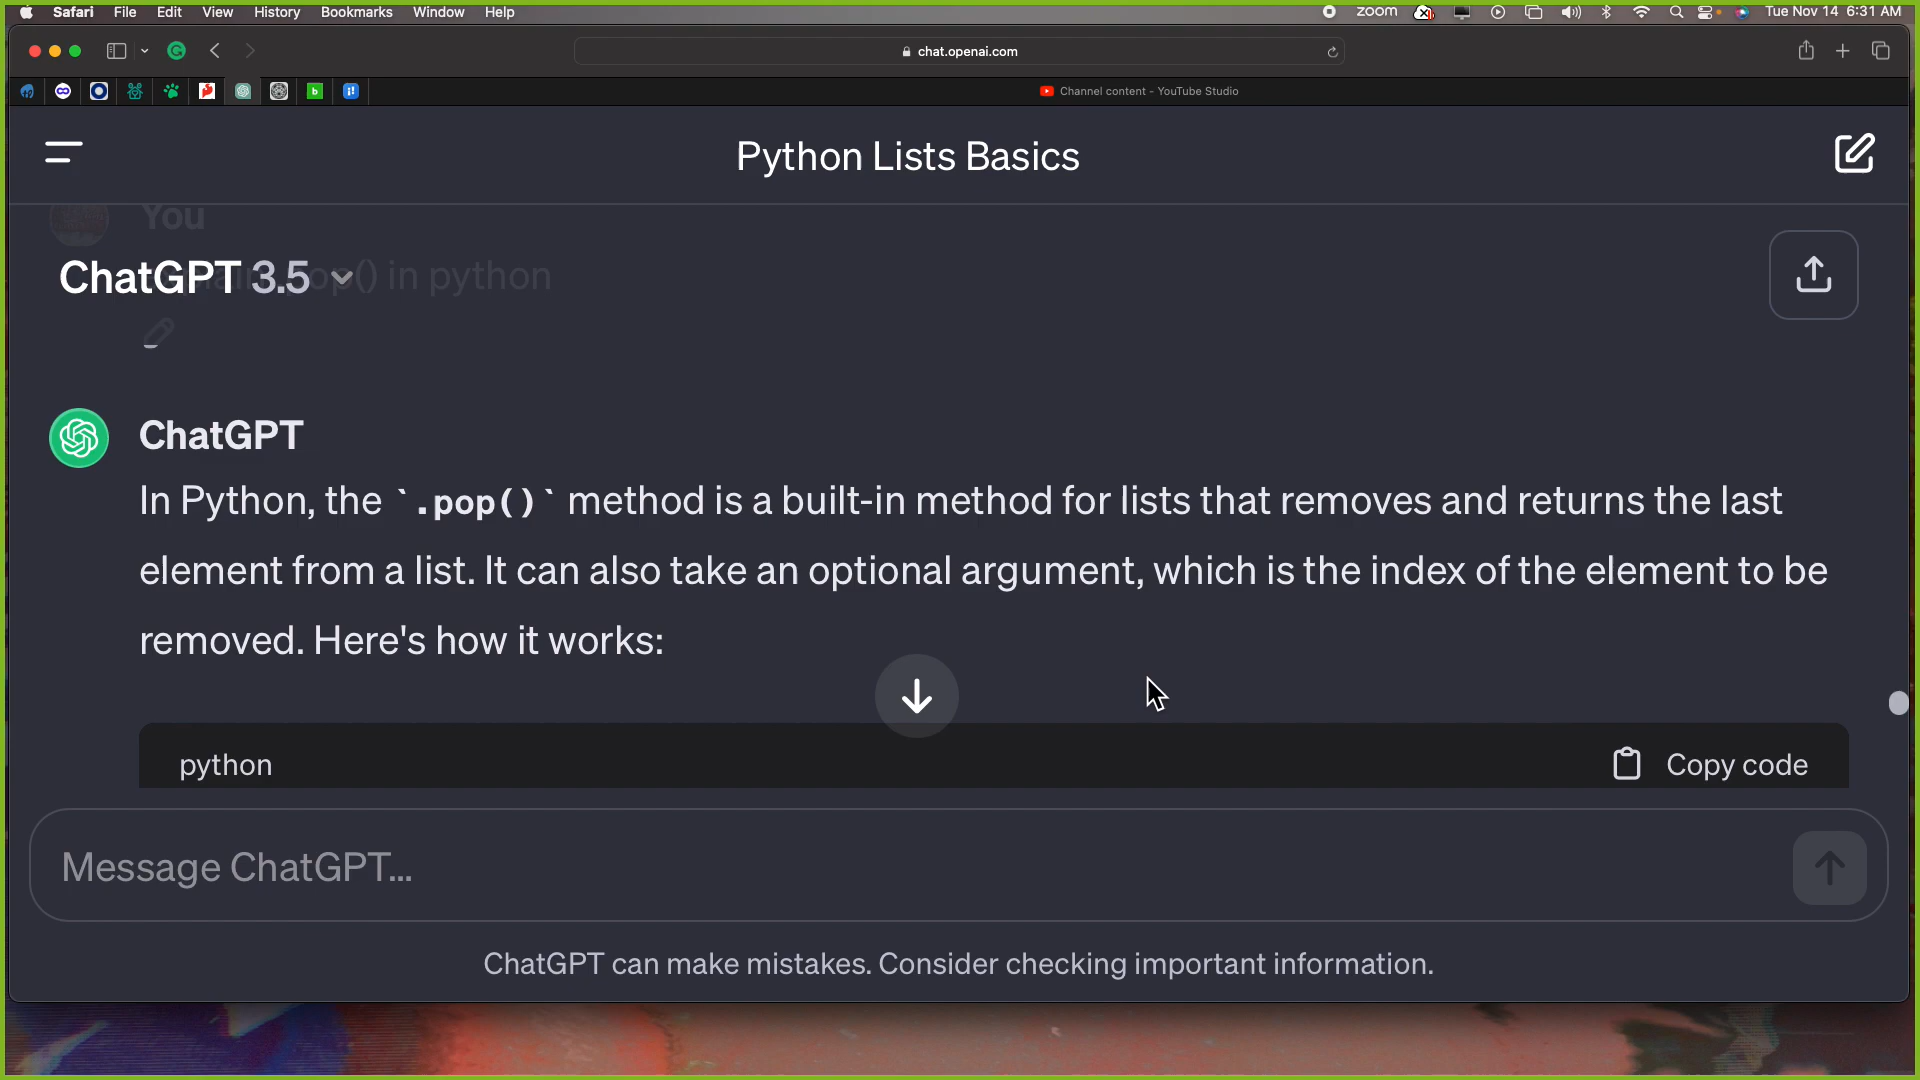 Safari File Edit View History Bookmarks Window Help zoom Tue Nov 14 6:31 AM
chat.openai.com
Channel content - YouTube Studio
Python Lists Basics
You
ChatGPT 3.5
pop() in python
ChatGPT
In Python, the `.pop()` method is a built-in method for lists that removes and returns the last
element from a list. It can also take an optional argument, which is the index of the element to be
removed. Here's how it works:
python Copy code
Message ChatGPT...
ChatGPT can make mistakes. Consider checking important information.